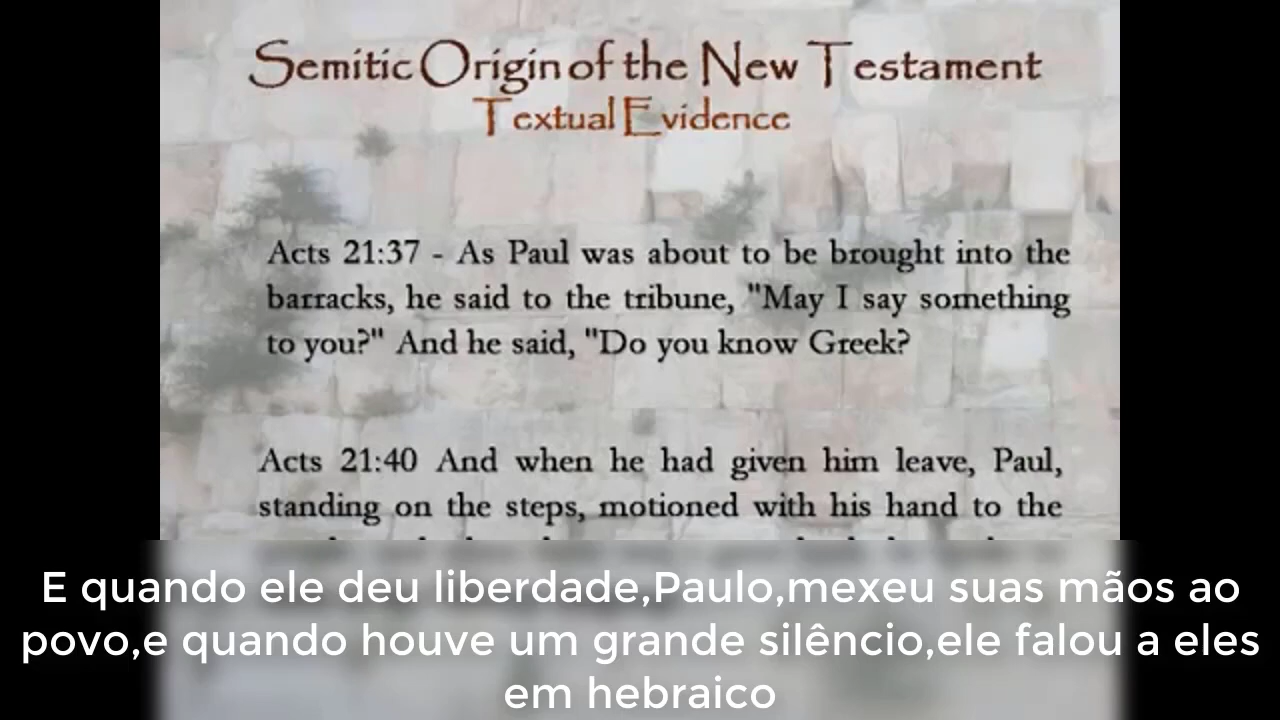 Semitic Origin of the New Testament
Textual Evidence
Acts 21:37 - As Paul was about to be brought into the
barracks, he said to the tribune, "May I say something
to you?" And he said, "Do you know Greek?
Acts 21:40 And when he had given him leave, Paul,
standing on the steps, motioned with his hand to the
E quando ele deu liberdade,Paulo,mexeu suas mãos ao
povo,e quando houve um grande silêncio,ele falou a eles
em hebraico